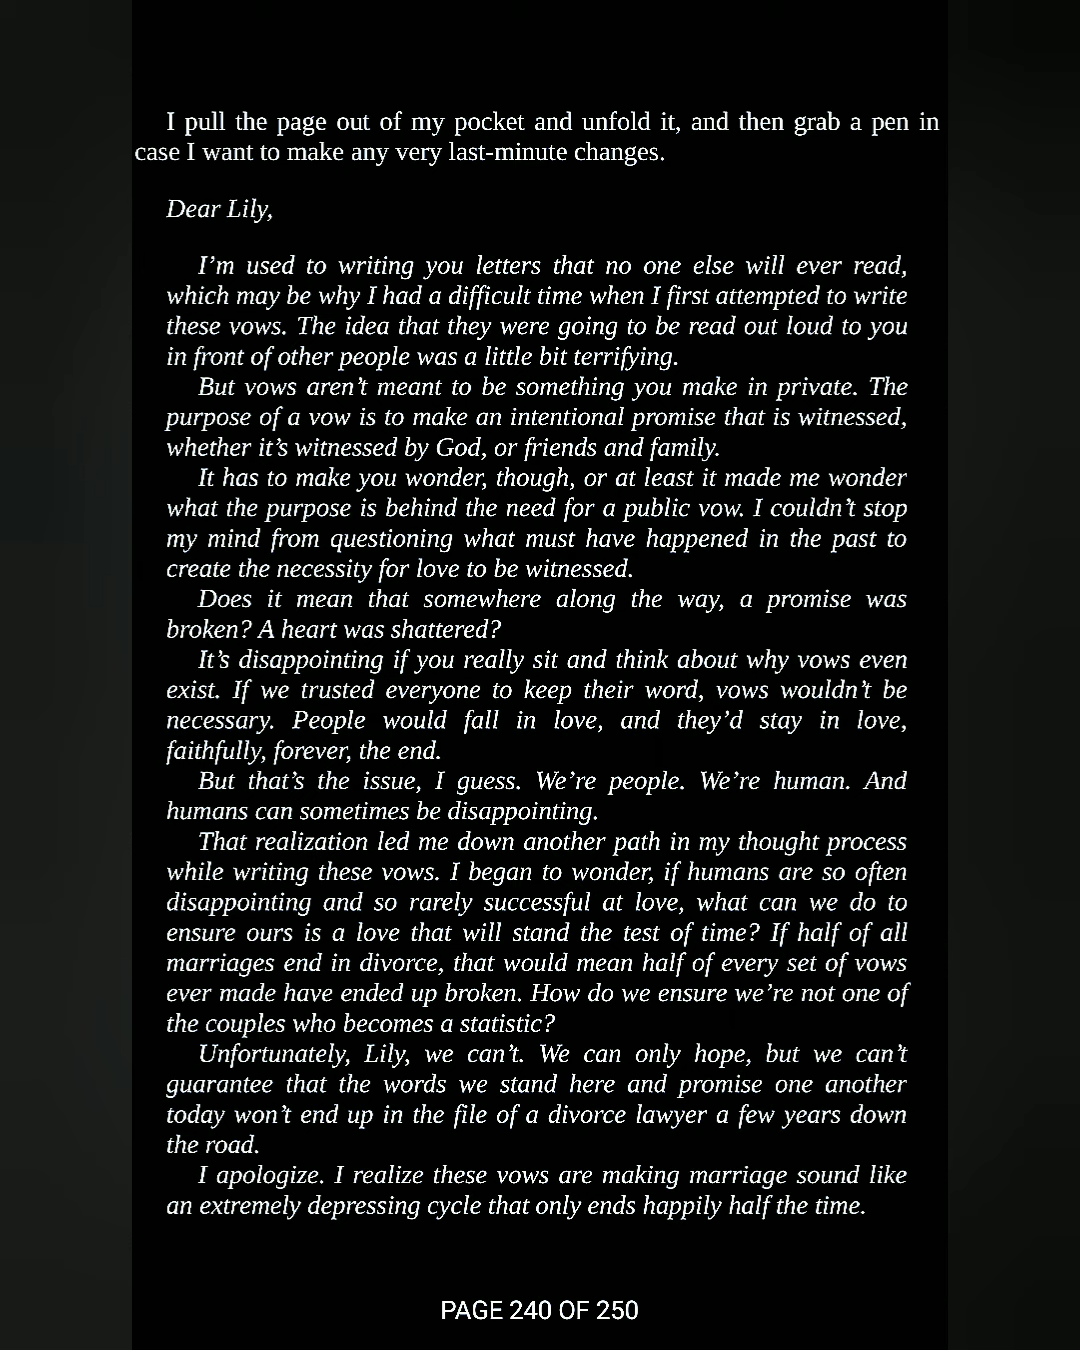 I pull the page out of my pocket and unfold it, and then grab a pen in
case I want to make any very last-minute changes.
Dear Lily,
I’m used to writing you letters that no one else will ever read,
which may be why I had a difficult time when I first attempted to write
these vows. The idea that they were going to be read out loud to you
in front of other people was a little bit terrifying.
But vows aren’t meant to be something you make in private. The
purpose of a vow is to make an intentional promise that is witnessed,
whether it’s witnessed by God, or friends and family.
It has to make you wonder, though, or at least it made me wonder
what the purpose is behind the need for a public vow. I couldn’t stop
my mind from questioning what must have happened in the past to
create the necessity for love to be witnessed.
Does it mean that somewhere along the way, a promise was
broken? A heart was shattered?
It’s disappointing if you really sit and think about why vows even
exist. If we trusted everyone to keep their word, vows wouldn’t be
necessary. People would fall in love, and they’d stay in love,
faithfully, forever, the end.
But that’s the issue, I guess. We’re people. We’re human. And
humans can sometimes be disappointing.
That realization led me down another path in my thought process
while writing these vows. I began to wonder, if humans are so often
disappointing and so rarely successful at love, what can we do to
ensure ours is a love that will stand the test of time? If half of all
marriages end in divorce, that would mean half of every set of vows
ever made have ended up broken. How do we ensure we’re not one of
the couples who becomes a statistic?
Unfortunately, Lily, we can’t. We can only hope, but we can’t
guarantee that the words we stand here and promise one another
today won’t end up in the file of a divorce lawyer a few years down
the road.
I apologize. I realize these vows are making marriage sound like
an extremely depressing cycle that only ends happily half the time.
PAGE 240 OF 250